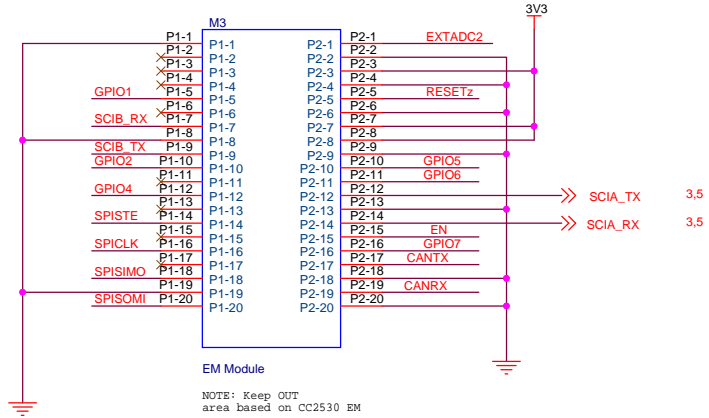 3V3
M3
P1-1 P1-1 P2-1 P2-1 EXTADC2
P1-2 P1-2 P2-2 P2-2
P1-3 P1-3 P2-3 P2-3
P1-4 P1-4 P2-4 P2-4
GPIO1 P1-5 P1-5 P2-5 P2-5 RESETz
P1-6 P1-6 P2-6 P2-6
SCIB_RX P1-7 P1-7 P2-7 P2-7
P1-8 P1-8 P2-8 P2-8
SCIB_TX P1-9 P1-9 P2-9 P2-9
GPIO2 P1-10 P1-10 P2-10 P2-10 GPIO5
P1-11 P1-11 P2-11 P2-11 GPIO6
GPIO4 P1-12 P1-12 P2-12 P2-12 SCIA_TX 3,5
P1-13 P1-13 P2-13 P2-13
SPISTE P1-14 P1-14 P2-14 P2-14 SCIA_RX 3,5
P1-15 P1-15 P2-15 P2-15 EN
SPICLK P1-16 P1-16 P2-16 P2-16 GPIO7
P1-17 P1-17 P2-17 P2-17 CANTX
SPISIMO P1-18 P1-18 P2-18 P2-18
P1-19 P1-19 P2-19 P2-19 CANRX
SPISOMI P1-20 P1-20 P2-20 P2-20
EM Module
NOTE: Keep OUT
area based on CC2530 EM